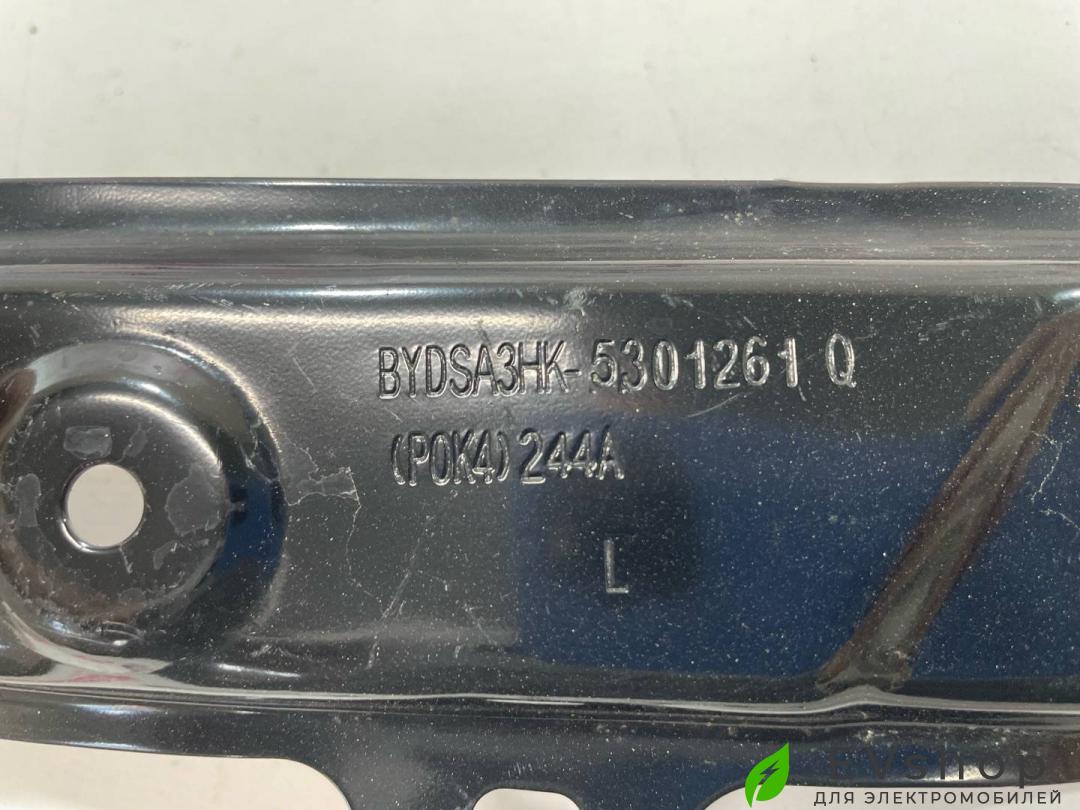 BYDSA3HK-5301261 Q
(P0K4) 244A
L
EVshop
ДЛЯ ЭЛЕКТРОМОБИЛЕЙ